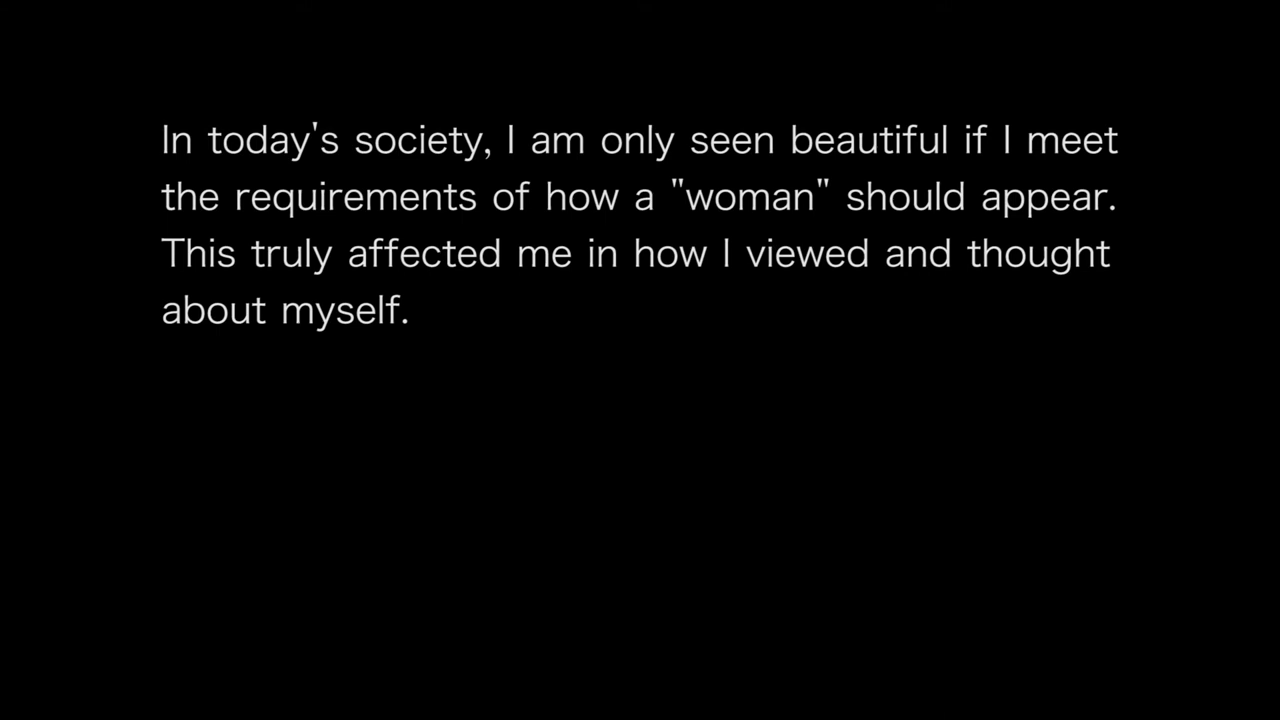 In today's society, I am only seen beautiful if I meet
the requirements of how a "woman" should appear.
This truly affected me in how I viewed and thought
about myself.